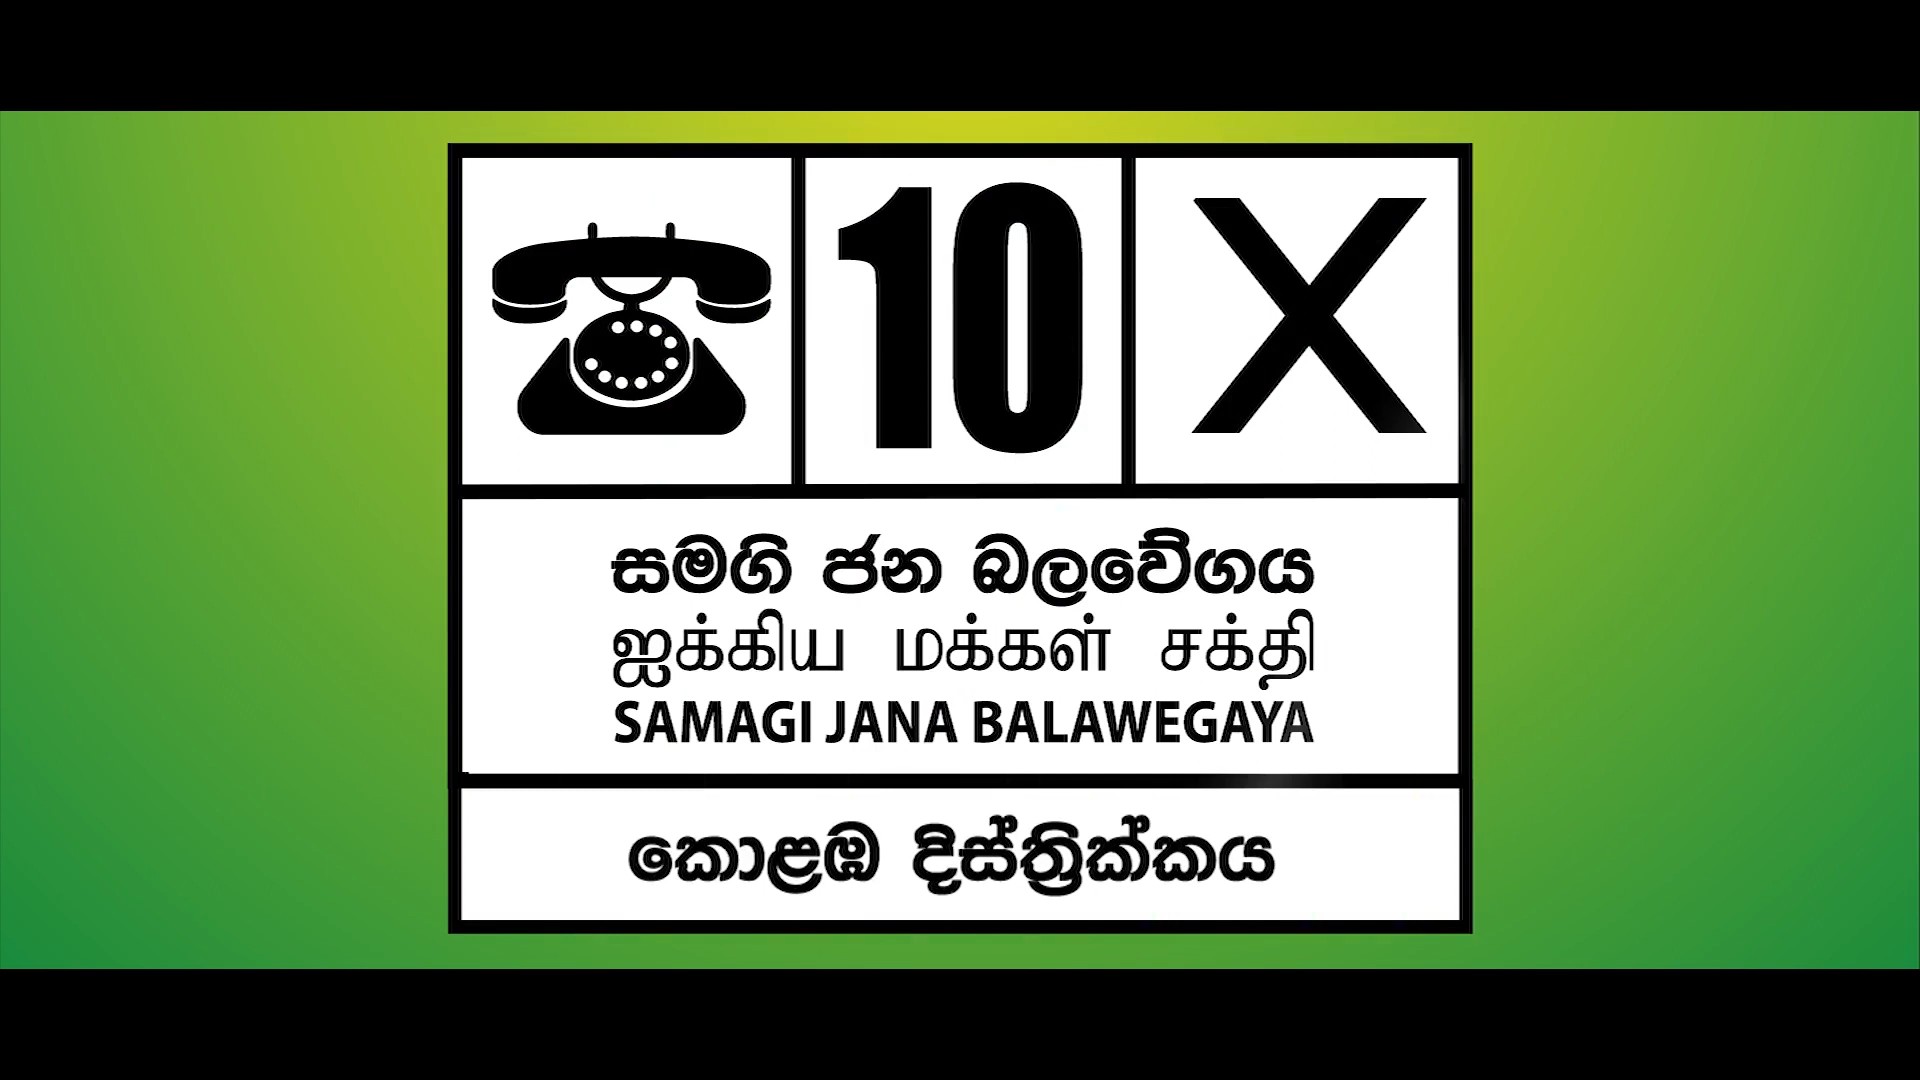 10 X
සමගි ජන බලවේගය
ஐக்கிய மக்கள் சக்தி
SAMAGI JANA BALAWEGAYA
කොළඹ දිස්ත්‍රික්කය